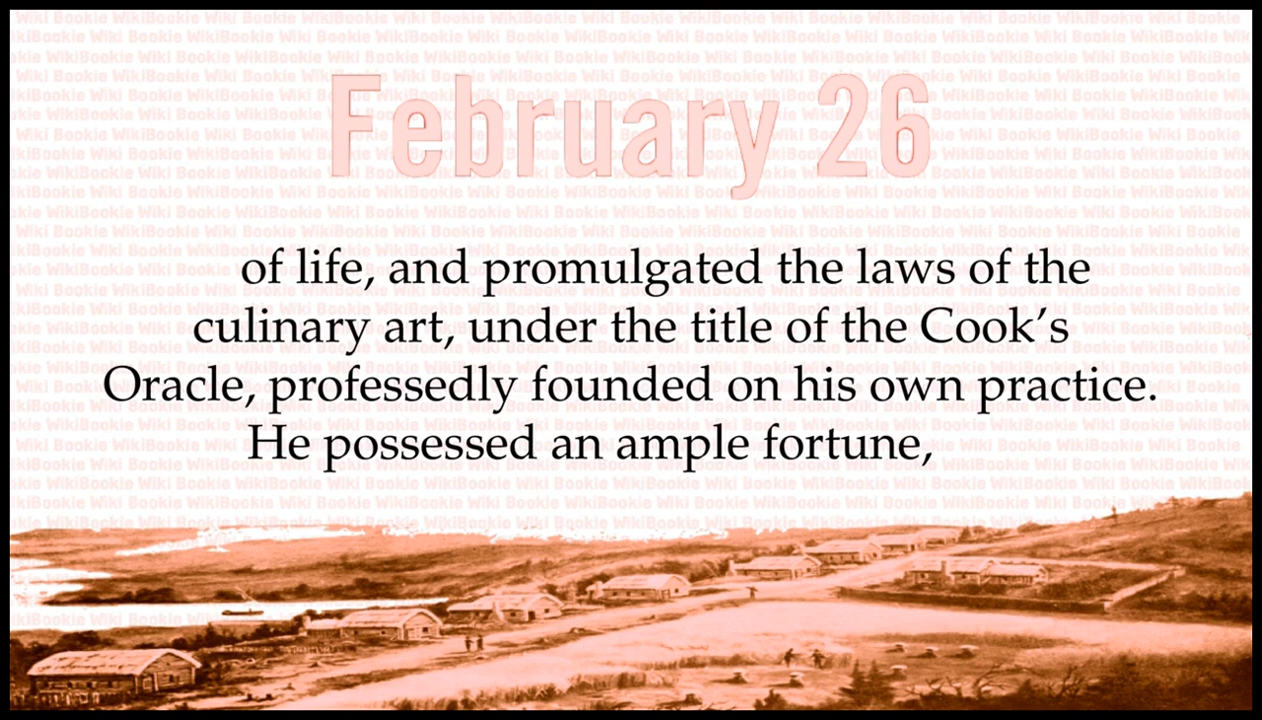 February 26
of life, and promulgated the laws of the
culinary art, under the title of the Cook’s
Oracle, professedly founded on his own practice.
He possessed an ample fortune,